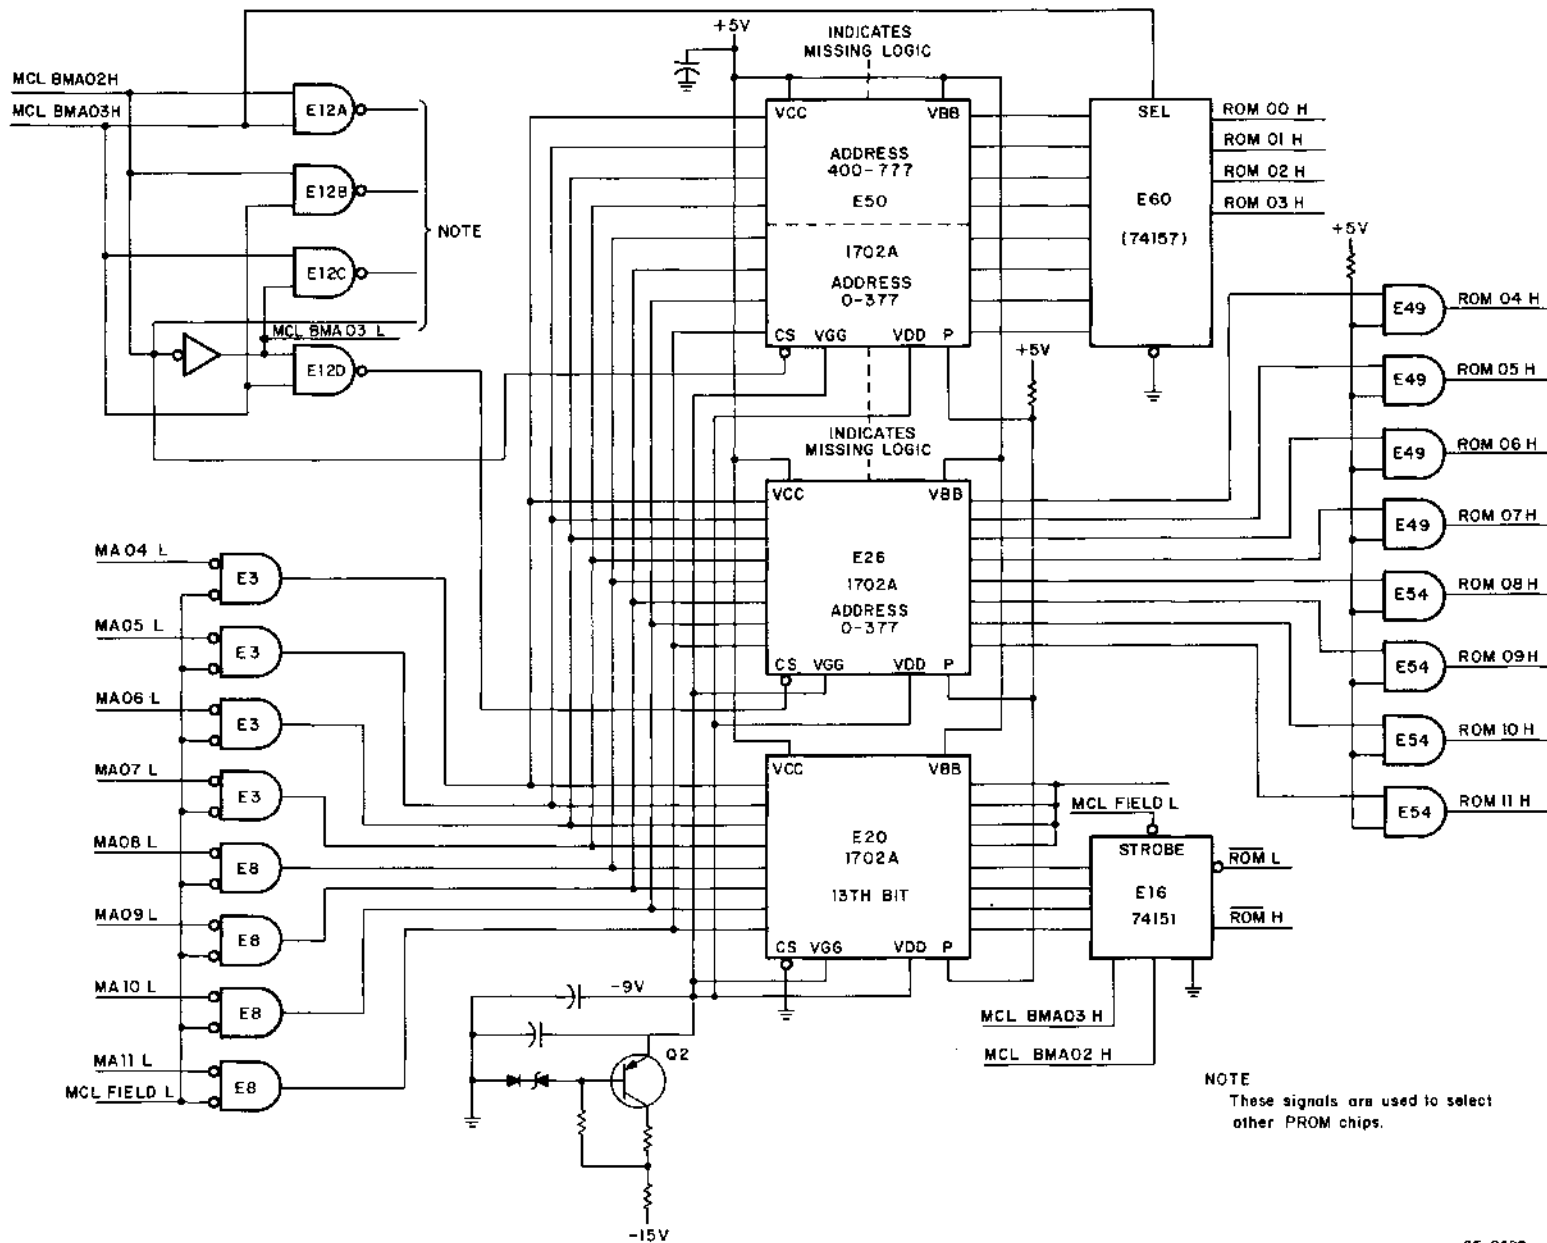 MCL BMA02H
MCL BMA03H
E12A
E12B
E12C
E12D
NOTE
MCL BMA03 L
+5V
INDICATES
MISSING LOGIC
VCC
VBB
ADDRESS
400-777
E50
1702A
ADDRESS
0-377
CS
VGG
VDD
P
SEL
E60
(74157)
ROM 00 H
ROM 01 H
ROM 02 H
ROM 03 H
+5V
E49
ROM 04 H
E49
ROM 05 H
E49
ROM 06 H
E49
ROM 07 H
E54
ROM 08 H
E54
ROM 09 H
E54
ROM 10 H
E54
ROM 11 H
+5V
INDICATES
MISSING LOGIC
VCC
VBB
E26
1702A
ADDRESS
0-377
CS
VGG
VDD
P
MA04 L
E3
MA05 L
E3
MA06 L
E3
MA07 L
E3
MA08 L
E8
MA09 L
E8
MA10 L
E8
MA11 L
E8
MCL FIELD L
VCC
VBB
E20
1702A
13TH BIT
CS
VGG
VDD
P
MCL FIELD L
STROBE
E16
74151
ROM L
ROM H
MCL BMA03 H
MCL BMA02 H
-9V
Q2
-15V
NOTE
These signals are used to select
other PROM chips.